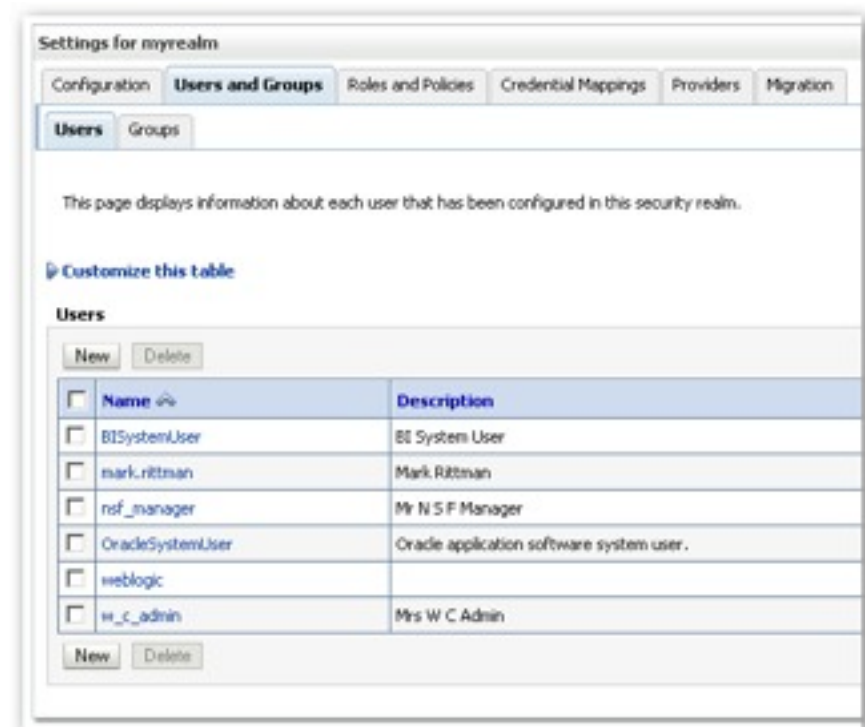 Settings for myrealm
Configuration Users and Groups Roles and Policies Credential Mappings Providers Migration
Users Groups
This page displays information about each user that has been configured in this security realm.
Customize this table
Users
New Delete
Name Description
BISystemUser BI System User
mark.rittman Mark Rittman
nsf_manager Mr N S F Manager
OracleSystemUser Oracle application software system user.
weblogic
w_c_admin Mrs W C Admin
New Delete